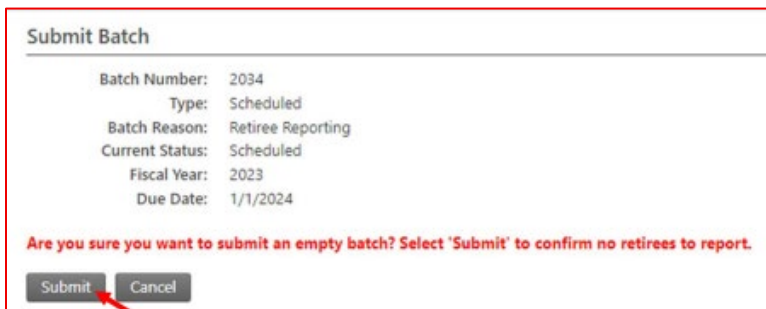 Submit Batch
Batch Number: 2034
Type: Scheduled
Batch Reason: Retiree Reporting
Current Status: Scheduled
Fiscal Year: 2023
Due Date: 1/1/2024
Are you sure you want to submit an empty batch? Select 'Submit' to confirm no retirees to report.
Submit Cancel